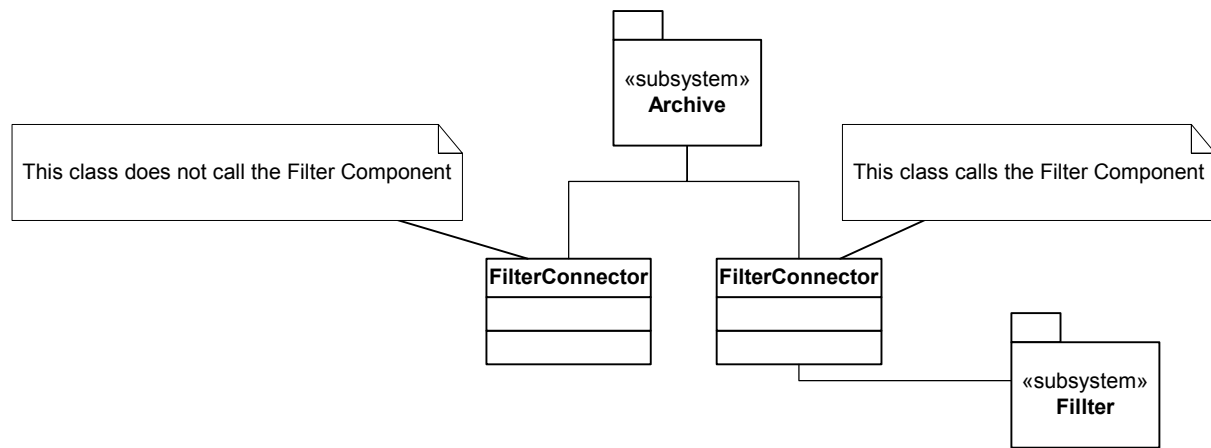 «subsystem»
Archive
This class does not call the Filter Component
This class calls the Filter Component
FilterConnector
FilterConnector
«subsystem»
Fillter